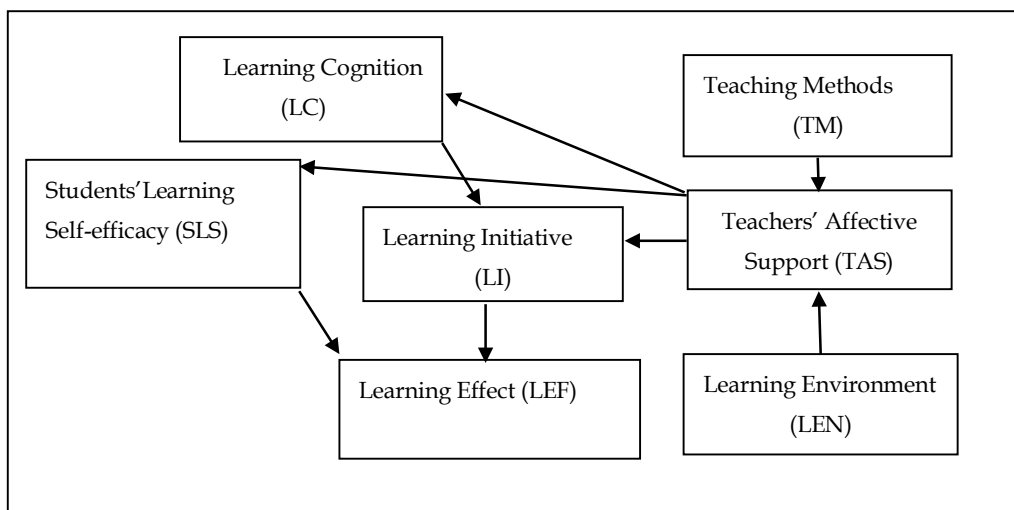 Learning Cognition
(LC)
Teaching Methods
(TM)
Students’Learning
Self-efficacy (SLS)
Learning Initiative
(LI)
Teachers’ Affective
Support (TAS)
Learning Effect (LEF)
Learning Environment
(LEN)